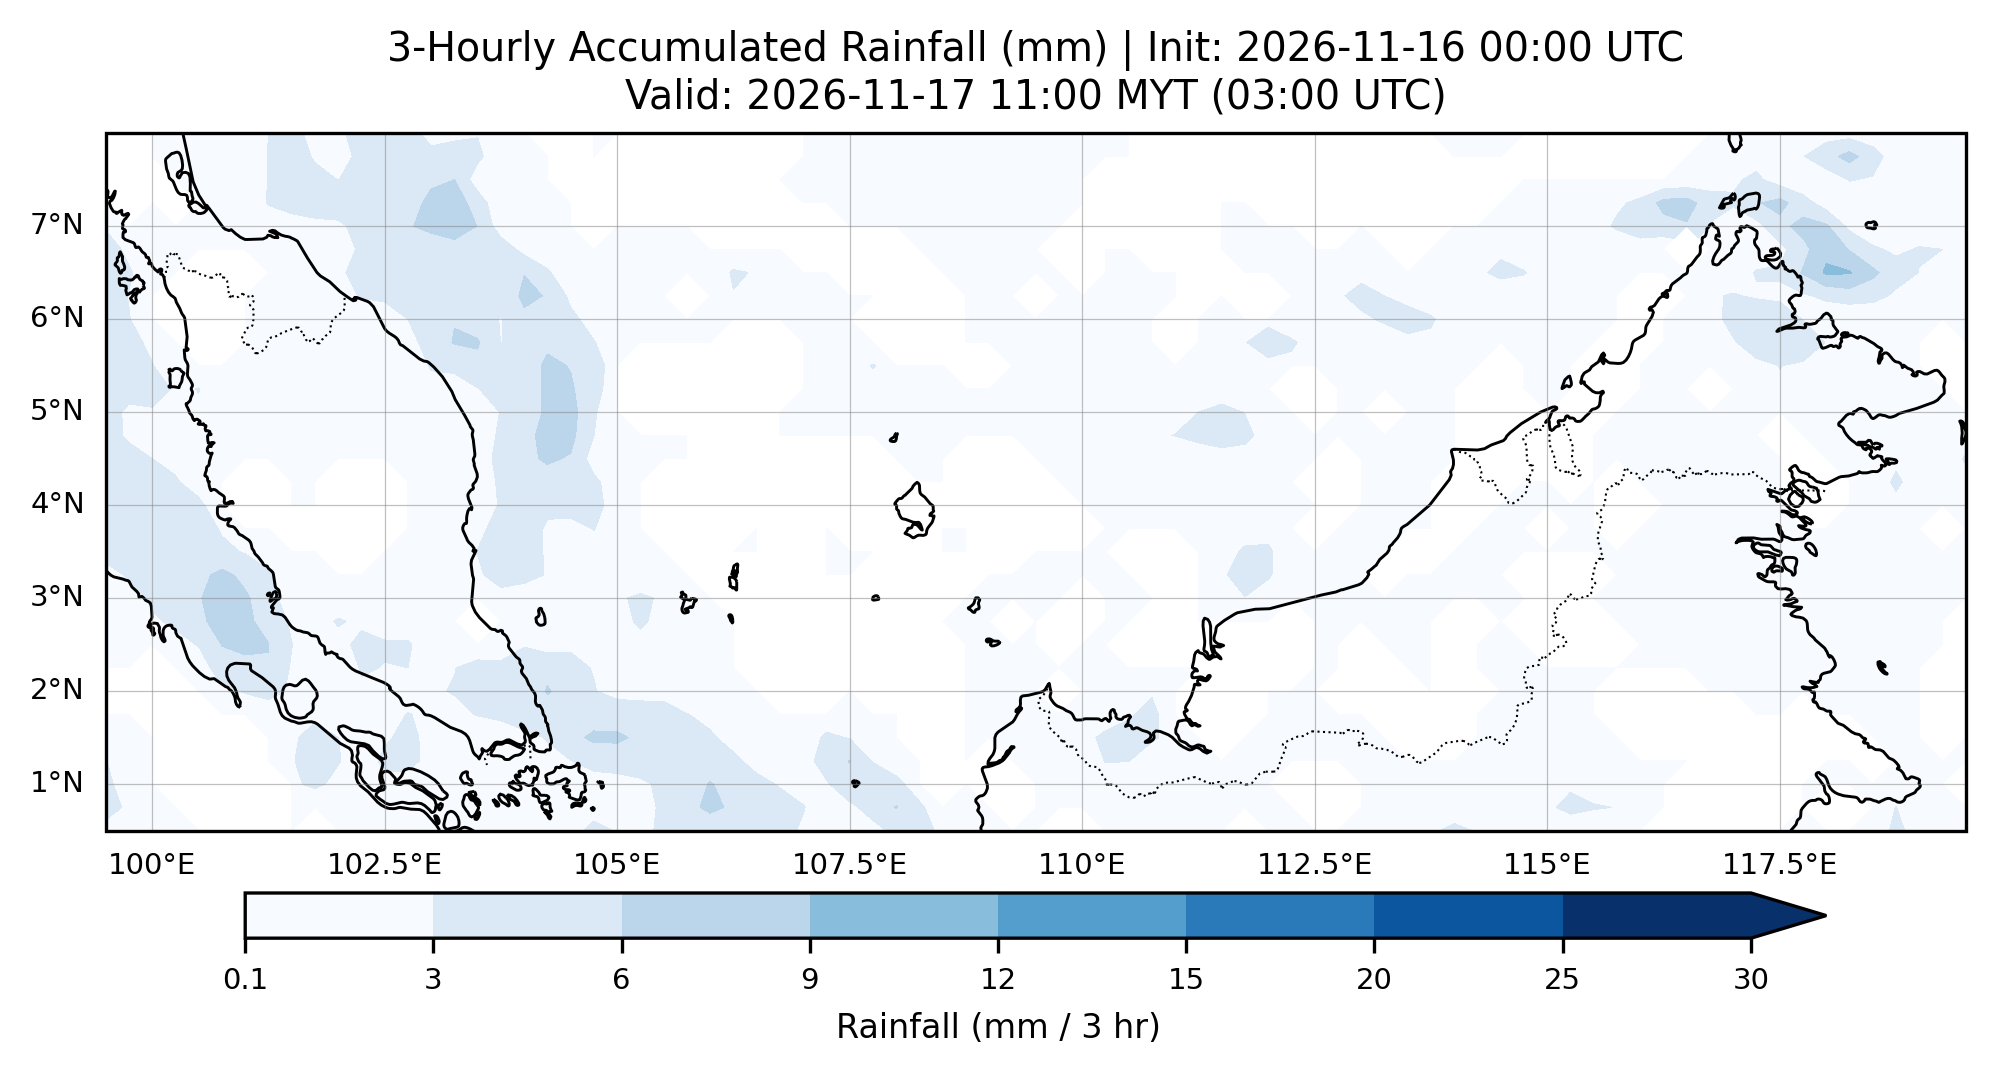 3-Hourly Accumulated Rainfall (mm) | Init: 2026-11-16 00:00 UTC
Valid: 2026-11-17 11:00 MYT (03:00 UTC)
7°N
6°N
5°N
4°N
3°N
2°N
1°N
100°E 102.5°E 105°E 107.5°E 110°E 112.5°E 115°E 117.5°E
0.1 3 6 9 12 15 20 25 30
Rainfall (mm / 3 hr)